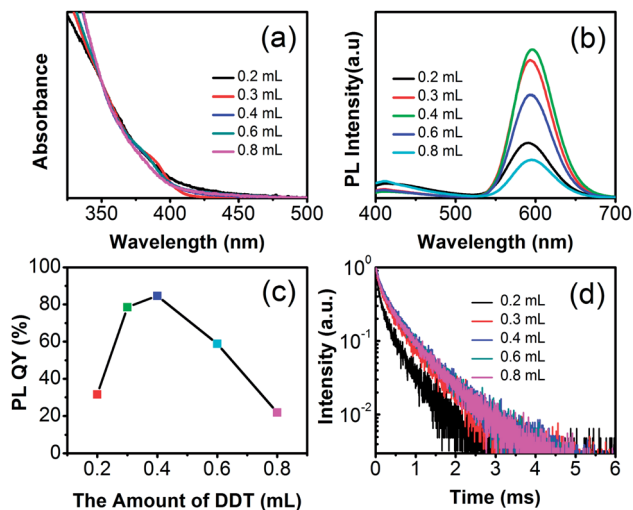 (a)
Absorbance
0.2 mL
0.3 mL
0.4 mL
0.6 mL
0.8 mL
350 400 450 500
Wavelength (nm)
(b)
PL Intensity(a.u)
0.2 mL
0.3 mL
0.4 mL
0.6 mL
0.8 mL
400 500 600 700
Wavelength (nm)
(c)
PL QY (%)
100
80
60
40
20
0
0.2 0.4 0.6 0.8
The Amount of DDT (mL)
(d)
Intensity (a.u.)
10⁰
10⁻¹
10⁻²
0.2 mL
0.3 mL
0.4 mL
0.6 mL
0.8 mL
0 1 2 3 4 5 6
Time (ms)